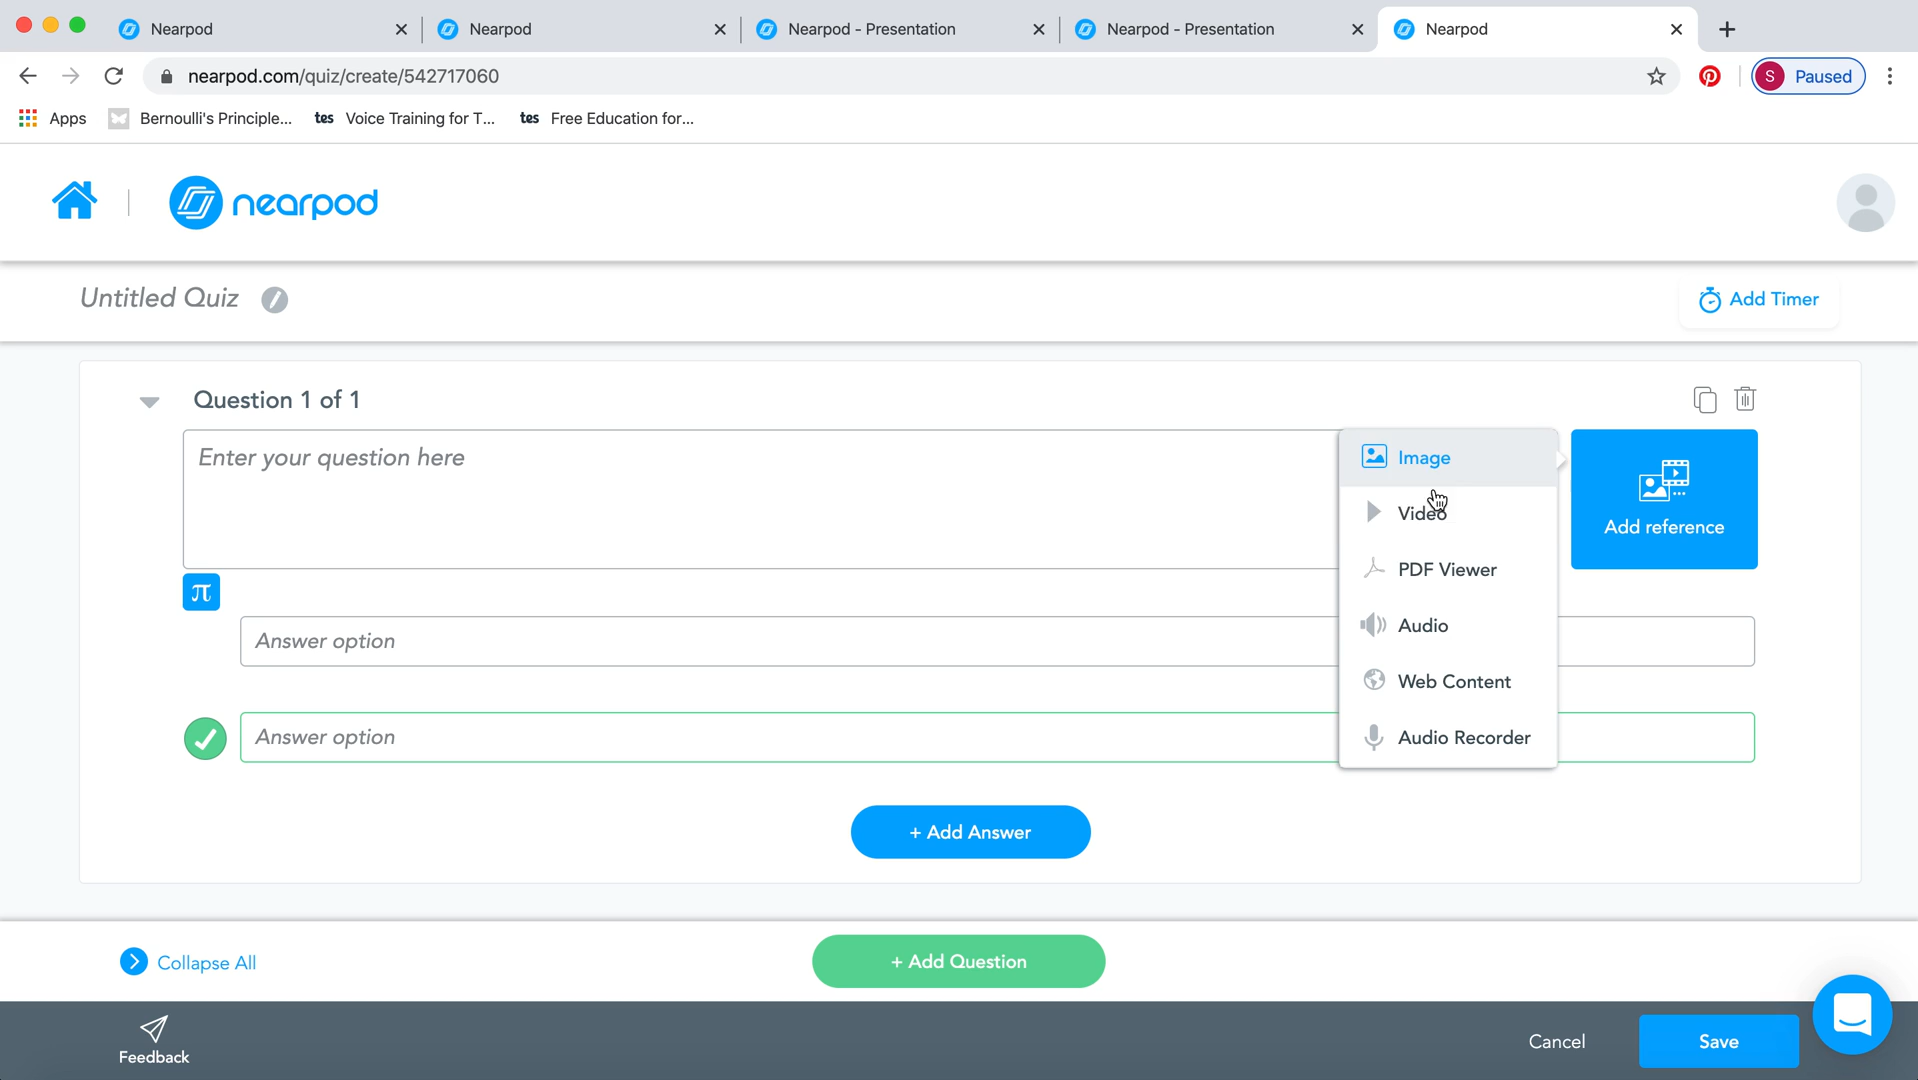 Nearpod
Nearpod
Nearpod - Presentation
Nearpod - Presentation
Nearpod
nearpod.com/quiz/create/542717060
S Paused
Apps
Bernoulli's Principle...
tes Voice Training for T...
tes Free Education for...
nearpod
Untitled Quiz
Add Timer
Question 1 of 1
Enter your question here
Image
Video
PDF Viewer
Audio
Web Content
Audio Recorder
Add reference
π
Answer option
Answer option
+ Add Answer
Collapse All
+ Add Question
Feedback
Cancel
Save